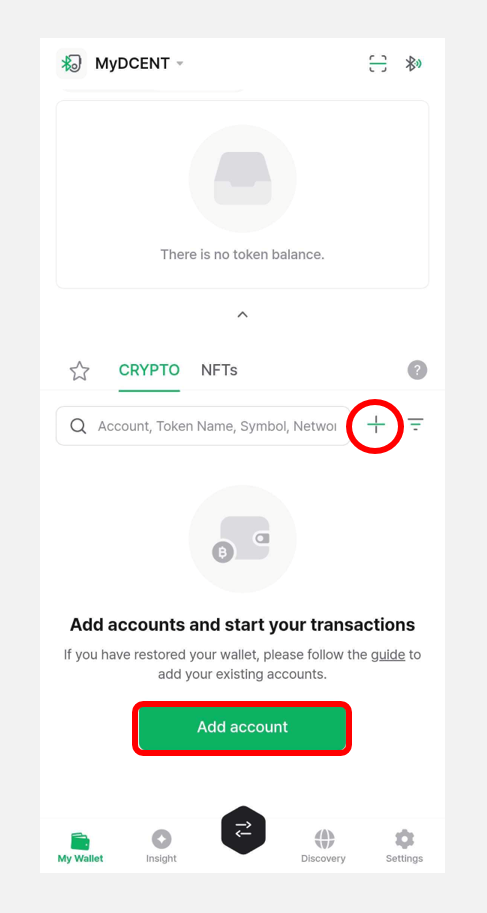 MyDCENT
There is no token balance.
CRYPTO NFTs ?
Account, Token Name, Symbol, Networ
Add accounts and start your transactions
If you have restored your wallet, please follow the guide to
add your existing accounts.
Add account
My Wallet Insight Discovery Settings